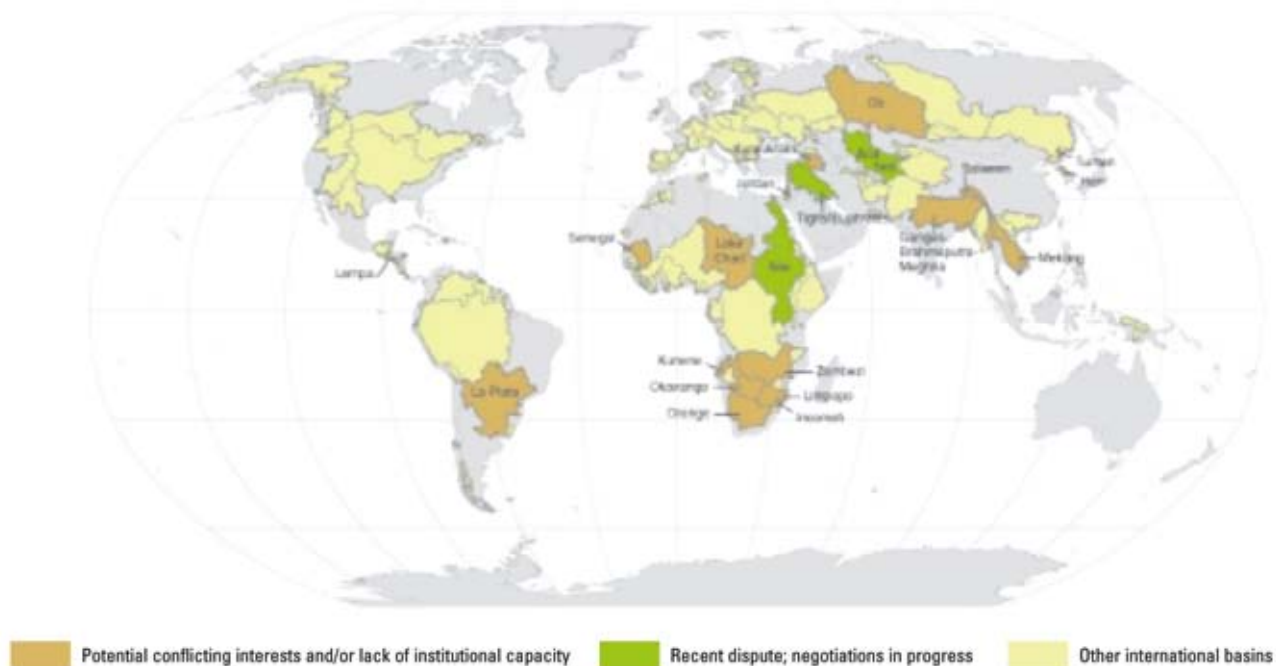 Ob
Kura-Araks
Aral
Sea
Tumen
Han
Salween
Jordan
Tigris/Euphrates
Senegal
Lake
Chad
Nile
Ganges-
Brahmaputra-
Meghna
Mekong
Lempa
Kunene
Zambezi
La Plata
Okavango
Limpopo
Orange
Incomati
Potential conflicting interests and/or lack of institutional capacity
Recent dispute; negotiations in progress
Other international basins